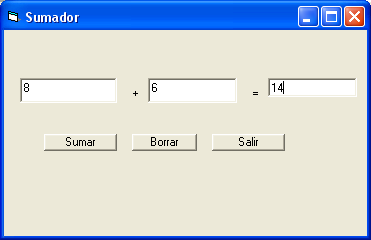 Sumador
8 + 6 = 14
Sumar Borrar Salir